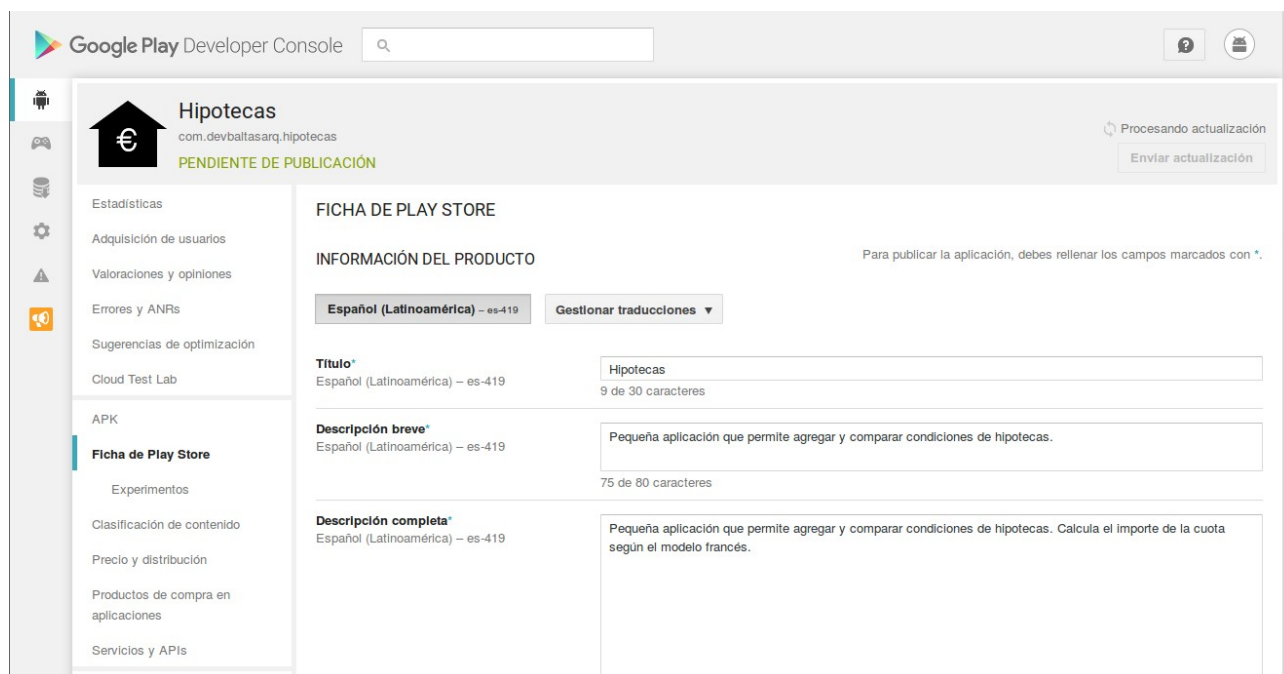 Google Play Developer Console
Hipotecas
com.devbaltasarq.hipotecas
PENDIENTE DE PUBLICACIÓN
Procesando actualización
Enviar actualización
Estadísticas
Adquisición de usuarios
Valoraciones y opiniones
Errores y ANRs
Sugerencias de optimización
Cloud Test Lab
APK
Ficha de Play Store
Experimentos
Clasificación de contenido
Precio y distribución
Productos de compra en
aplicaciones
Servicios y APIs
FICHA DE PLAY STORE
INFORMACIÓN DEL PRODUCTO
Para publicar la aplicación, debes rellenar los campos marcados con *.
Español (Latinoamérica) – es-419
Gestionar traducciones ▼
Título*
Español (Latinoamérica) – es-419
Hipotecas
9 de 30 caracteres
Descripción breve*
Español (Latinoamérica) – es-419
Pequeña aplicación que permite agregar y comparar condiciones de hipotecas.
75 de 80 caracteres
Descripción completa*
Español (Latinoamérica) – es-419
Pequeña aplicación que permite agregar y comparar condiciones de hipotecas. Calcula el importe de la cuota
según el modelo francés.